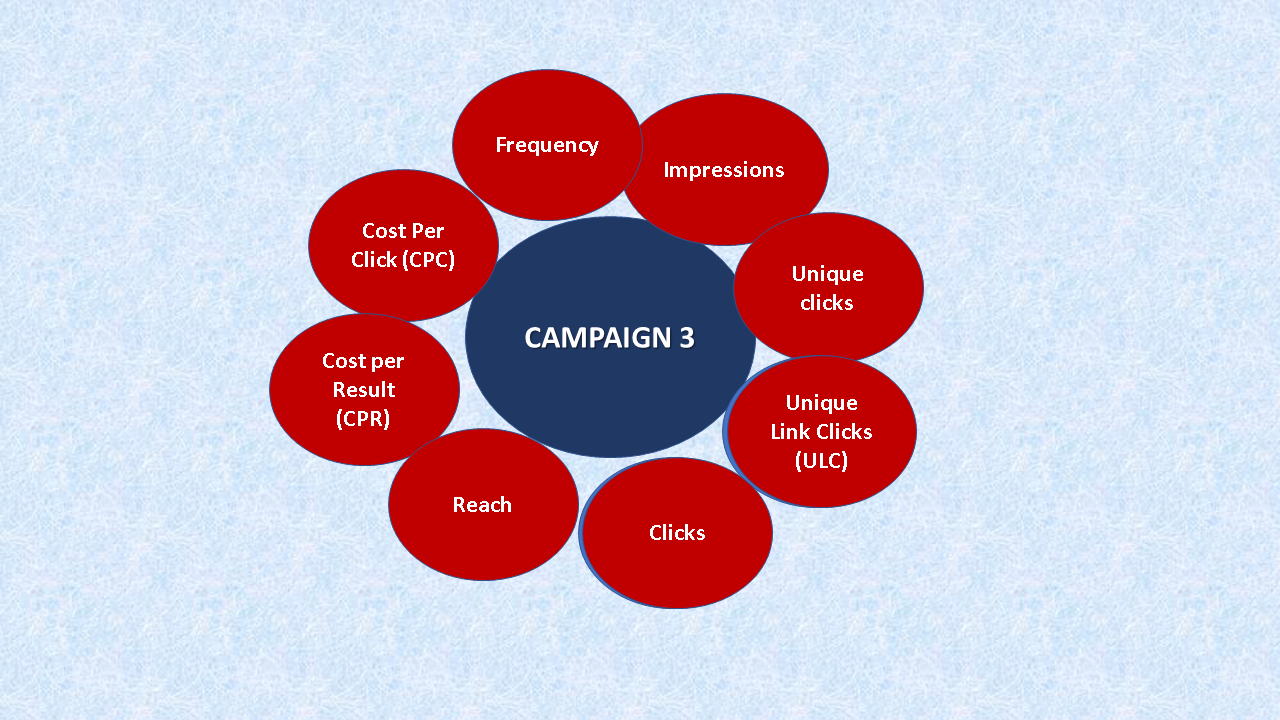 Frequency
Impressions
Cost Per
Click (CPC)
Unique
clicks
CAMPAIGN 3
Cost per
Result
(CPR)
Unique
Link Clicks
(ULC)
Reach
Clicks